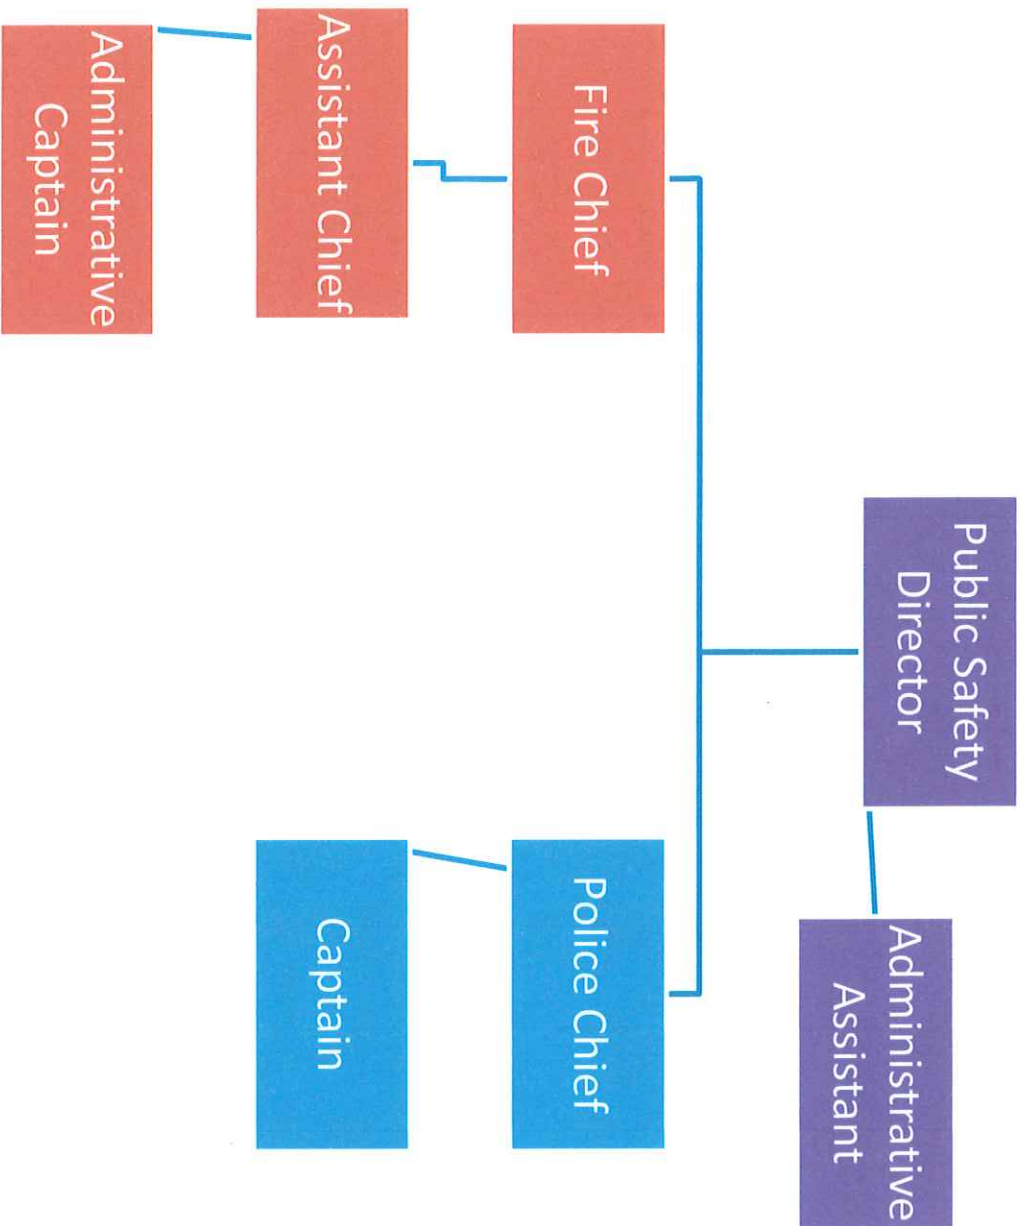 Public Safety
Director
Administrative
Assistant
Fire Chief
Police Chief
Assistant Chief
Captain
Administrative
Captain